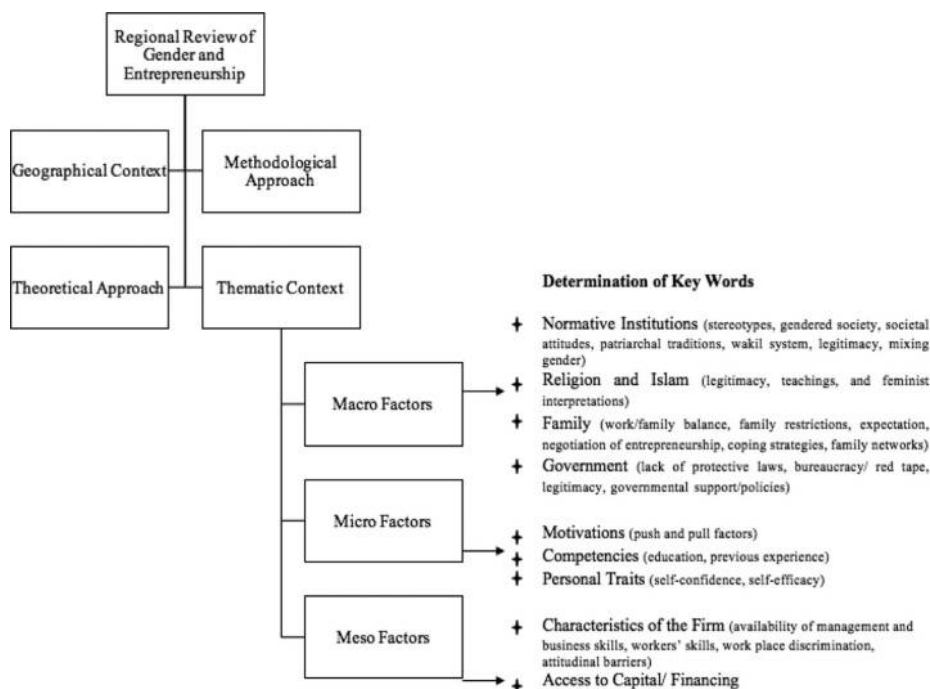 Regional Review of
Gender and
Entrepreneurship
Geographical Context
Methodological
Approach
Theoretical Approach
Thematic Context
Macro Factors
Micro Factors
Meso Factors
Determination of Key Words
Normative Institutions (stereotypes, gendered society, societal
attitudes, patriarchal traditions, wakil system, legitimacy, mixing
gender)
Religion and Islam (legitimacy, teachings, and feminist
interpretations)
Family (work/family balance, family restrictions, expectation,
negotiation of entrepreneurship, coping strategies, family networks)
Government (lack of protective laws, bureaucracy/ red tape,
legitimacy, governmental support/policies)
Motivations (push and pull factors)
Competencies (education, previous experience)
Personal Traits (self-confidence, self-efficacy)
Characteristics of the Firm (availability of management and
business skills, workers' skills, work place discrimination,
attitudinal barriers)
Access to Capital/ Financing